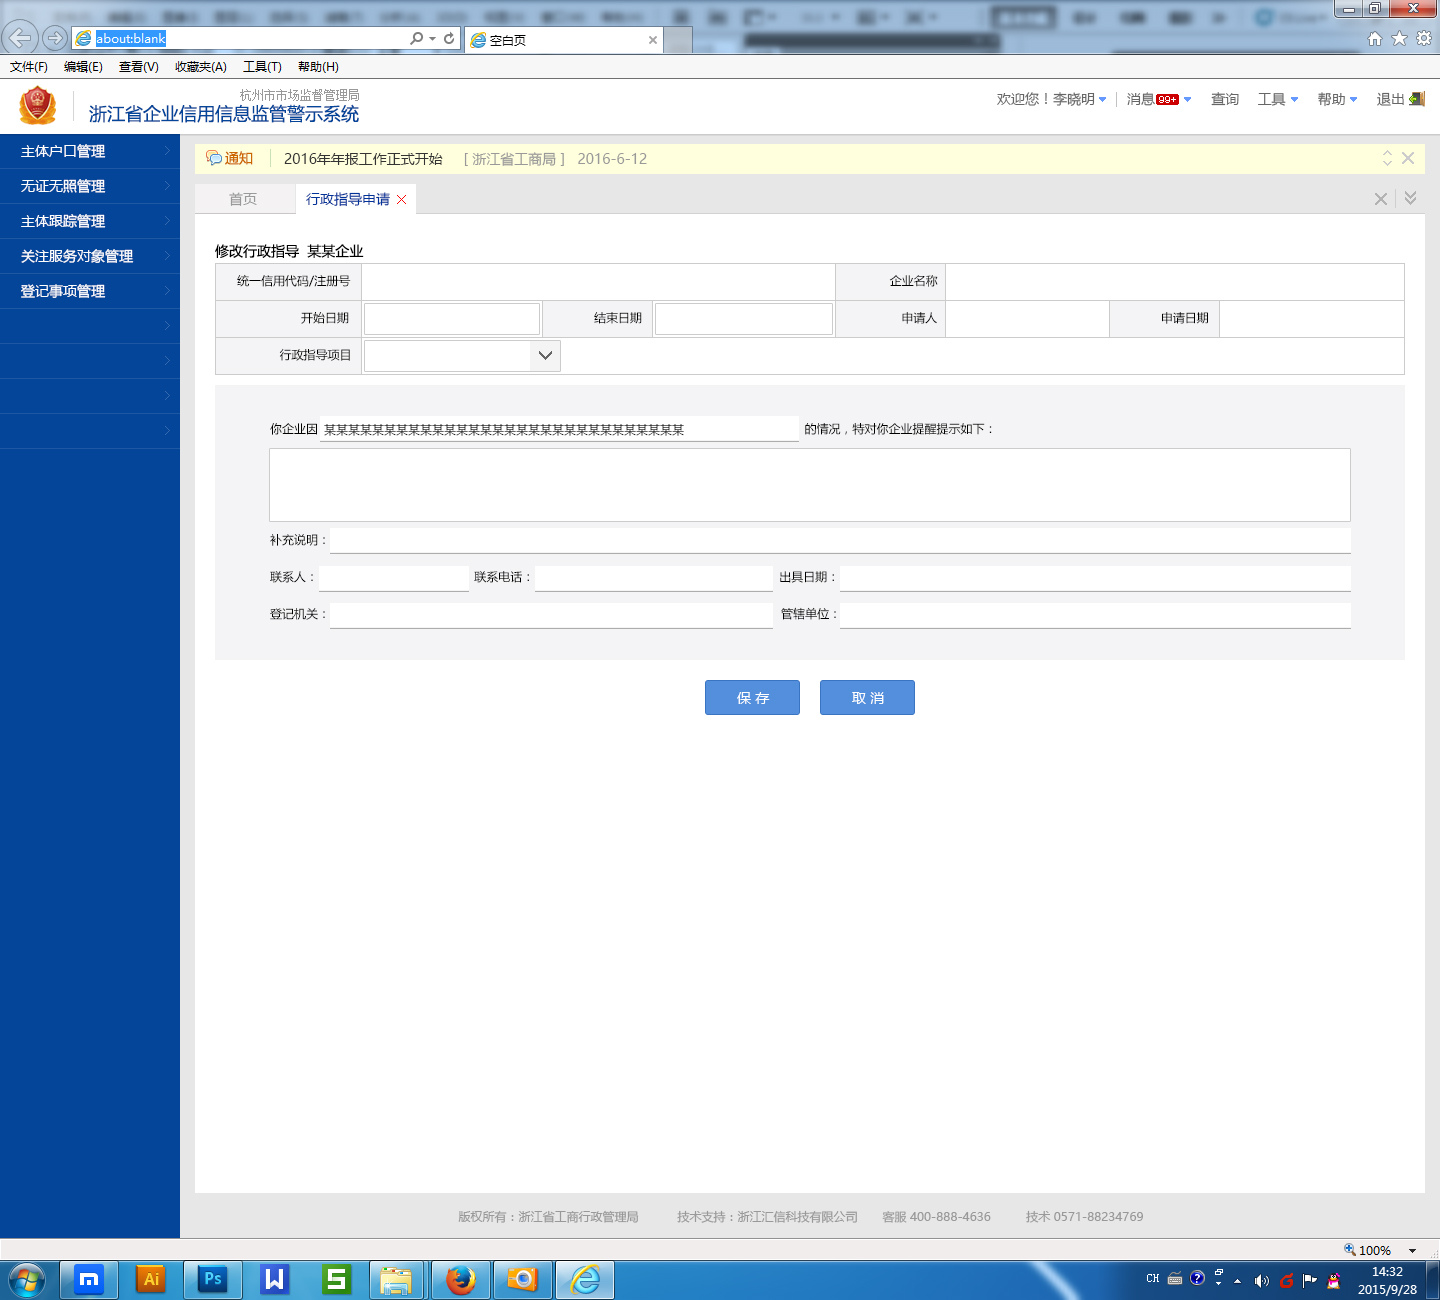 about:blank
空白页
文件(F) 编辑(E) 查看(V) 收藏夹(A) 工具(T) 帮助(H)
杭州市市场监督管理局
浙江省企业信用信息监管警示系统
欢迎您！李晓明 消息 99+ 查询 工具 帮助 退出
主体户口管理
无证无照管理
主体跟踪管理
关注服务对象管理
登记事项管理
通知 2016年年报工作正式开始 [ 浙江省工商局 ] 2016-6-12
首页 行政指导申请
修改行政指导 某某企业
统一信用代码/注册号 企业名称
开始日期 结束日期 申请人 申请日期
行政指导项目
你企业因 某某某某某某某某某某某某某某某某某某某某某某某某某某某某某某 的情况，特对你企业提醒提示如下：
补充说明：
联系人： 联系电话： 出具日期：
登记机关： 管辖单位：
保 存 取 消
版权所有：浙江省工商行政管理局 技术支持：浙江汇信科技有限公司 客服 400-888-4636 技术 0571-88234769
100%
m Ai Ps W S
CH 14:32
2015/9/28